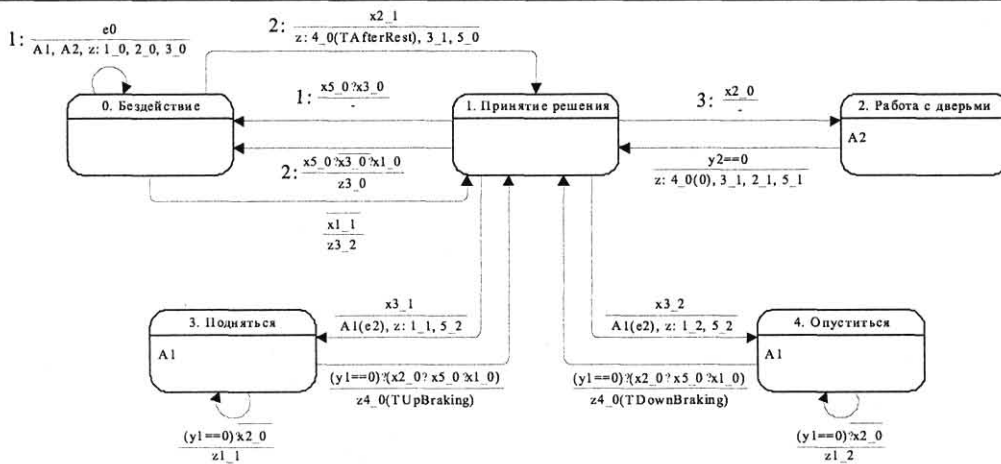 1: e0
A1, A2, z: 1_0, 2_0, 3_0
2: x2_1
z: 4_0(TAfterRest), 3_1, 5_0
0. Бездействие
1: x5_0?x3_0
-
2: x5_0?x3_0?x1_0
z3_0
x1_1
z3_2
1. Принятие решения
3: x2_0
-
y2==0
z: 4_0(0), 3_1, 2_1, 5_1
2. Работа с дверьми
A2
x3_1
A1(e2), z: 1_1, 5_2
x3_2
A1(e2), z: 1_2, 5_2
3. Подняться
A1
(y1==0)?(x2_0? x5_0?x1_0)
z4_0(TUpBraking)
(y1==0)?(x2_0? x5_0?x1_0)
z4_0(TDownBraking)
4. Опуститься
A1
(y1==0)?x2_0
z1_1
(y1==0)?x2_0
z1_2